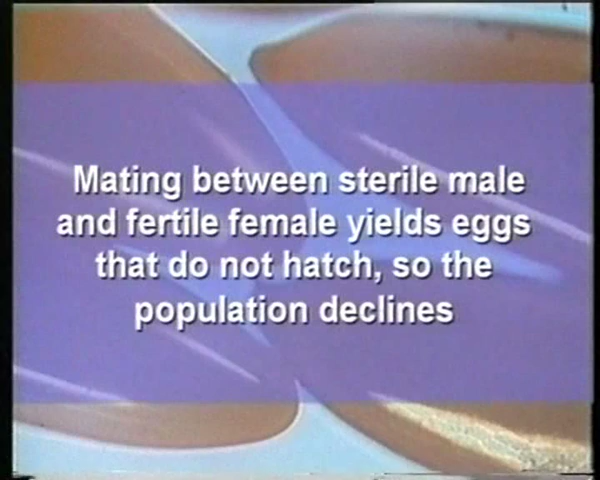 Mating between sterile male
and fertile female yields eggs
that do not hatch, so the
population declines